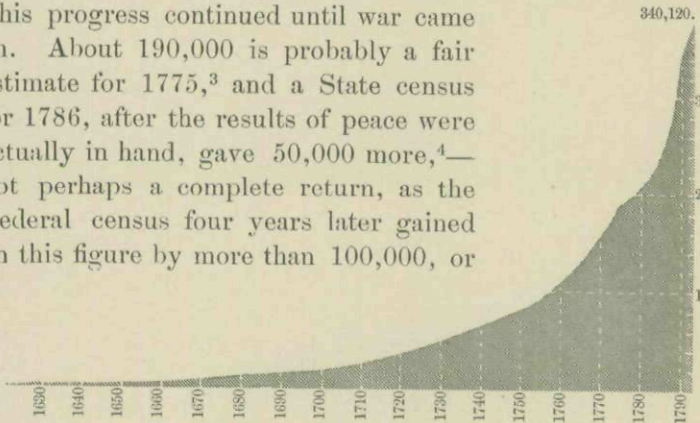 his progress continued until war came
n. About 190,000 is probably a fair
stimate for 1775,³ and a State census
r 1786, after the results of peace were
ctually in hand, gave 50,000 more,⁴—
ot perhaps a complete return, as the
ederal census four years later gained
n this figure by more than 100,000, or
340,120.
1630
1640
1650
1660
1670
1680
1690
1700
1710
1720
1730
1740
1750
1760
1770
1780
1790